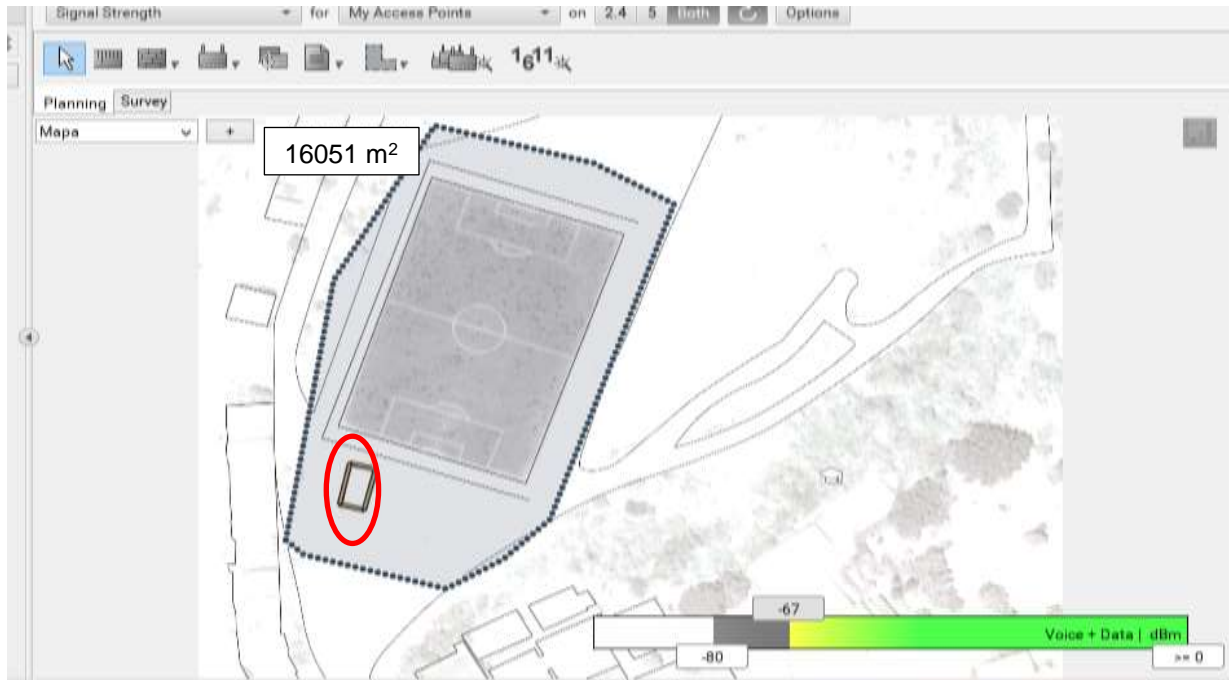 Signal Strength for My Access Points on 2.4 5 Both Options
1611
Planning Survey
Mapa +
16051 m²
-67
Voice + Data | dBm
-80 >= 0